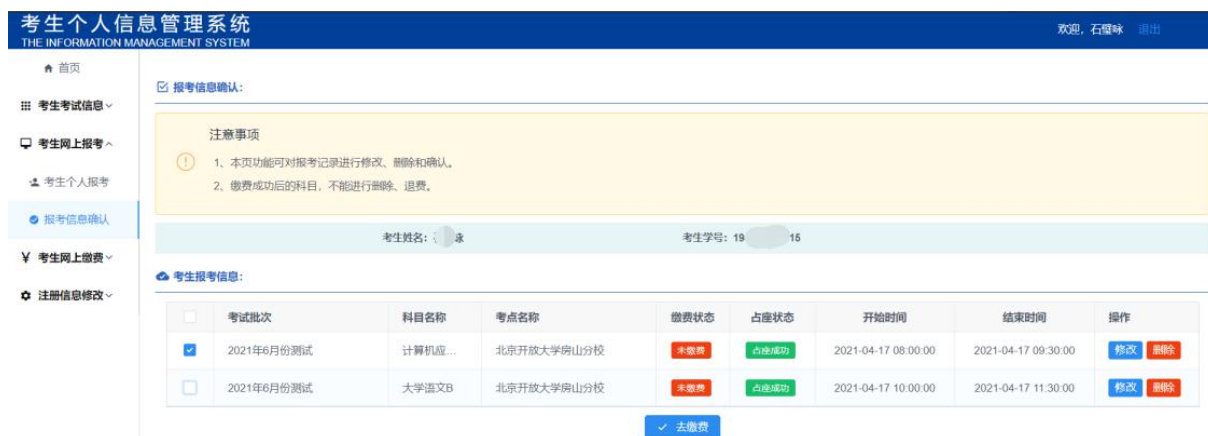 考生个人信息管理系统
THE INFORMATION MANAGEMENT SYSTEM
欢迎，石璧咏 退出
首页
考生考试信息
考生网上报考
考生个人报考
报考信息确认
考生网上缴费
注册信息修改
报考信息确认：
注意事项
1、本页功能可对报考记录进行修改、删除和确认。
2、缴费成功后的科目，不能进行删除、退费。
考生姓名： 咏 考生学号：19 15
考生报考信息：
考试批次 科目名称 考点名称 缴费状态 占座状态 开始时间 结束时间 操作
2021年6月份测试 计算机应... 北京开放大学房山分校 未缴费 占座成功 2021-04-17 08:00:00 2021-04-17 09:30:00 修改 删除
2021年6月份测试 大学语文B 北京开放大学房山分校 未缴费 占座成功 2021-04-17 10:00:00 2021-04-17 11:30:00 修改 删除
去缴费